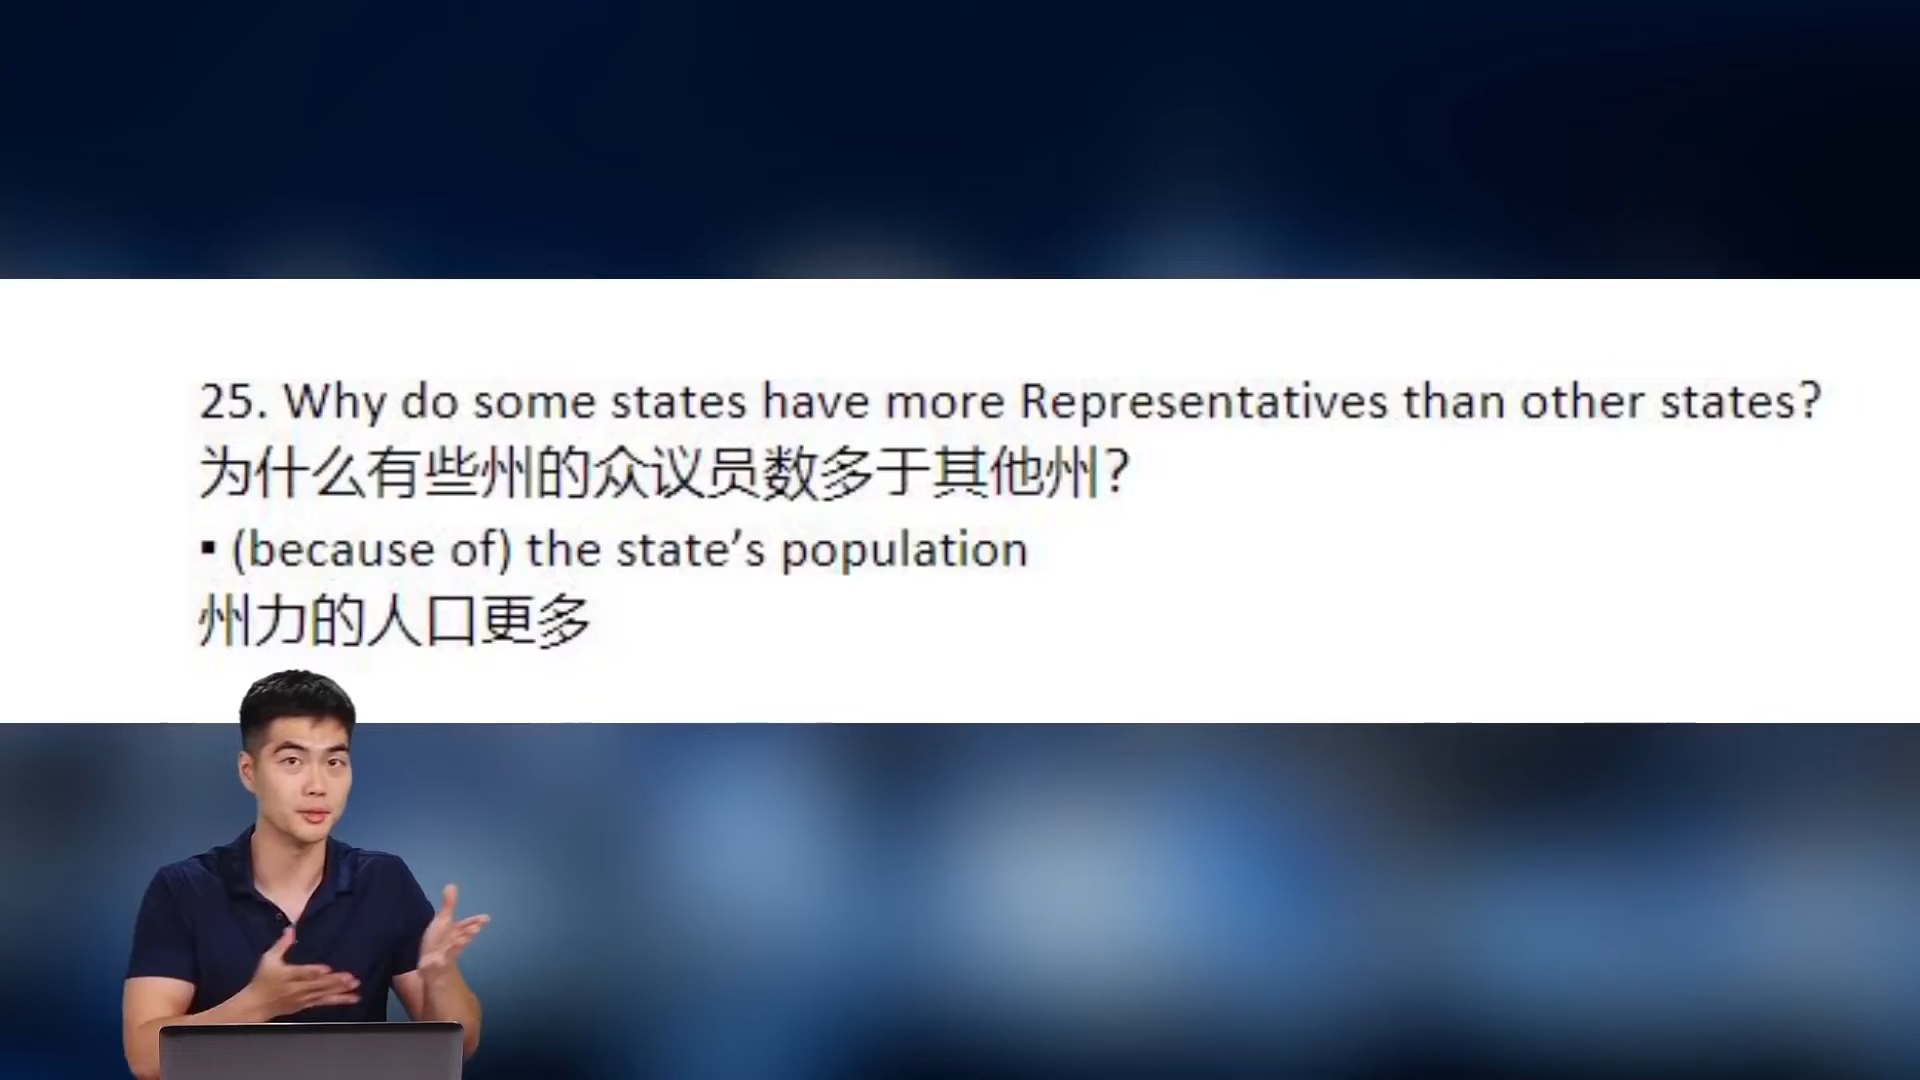 25. Why do some states have more Representatives than other states?
为什么有些州的众议员数多于其他州?
▪ (because of) the state’s population
州力的人口更多